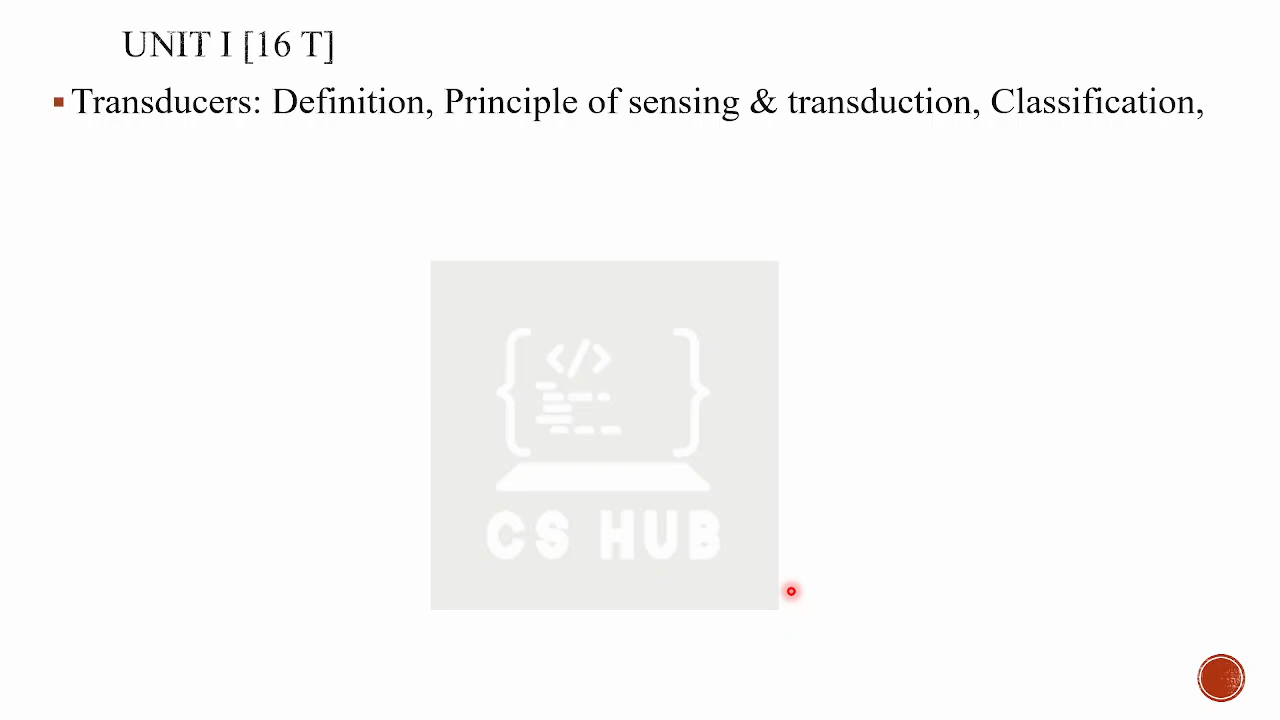 UNIT I [16 T]
Transducers: Definition, Principle of sensing & transduction, Classification,
</>
CS HUB